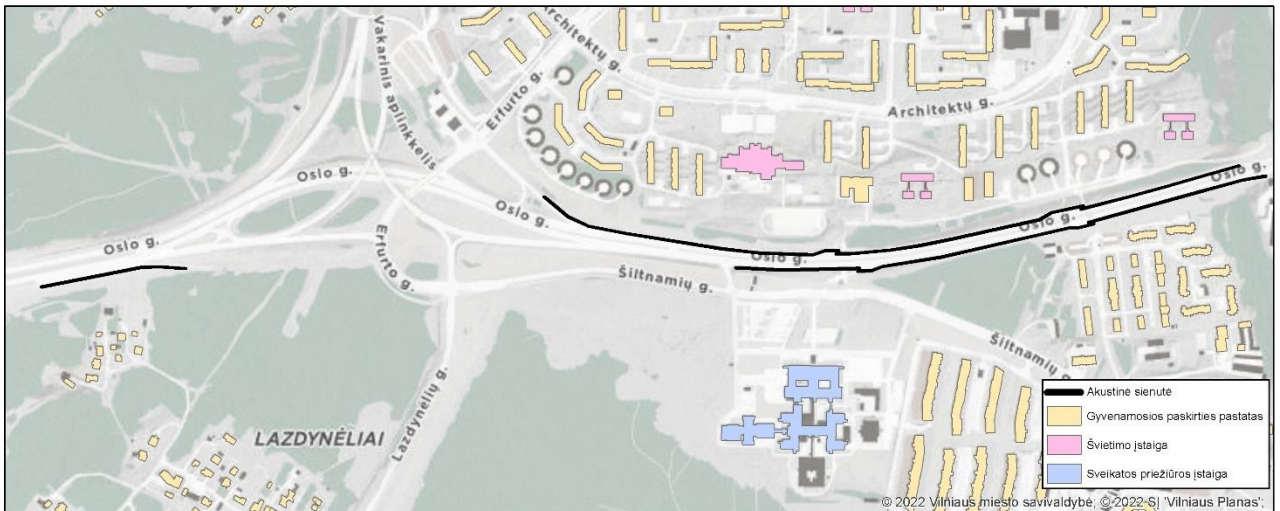 Architektų g.
Vakarinis aplinkkelis
Erfurto g.
Architektų g.
Oslo g.
Oslo g.
Oslo g.
Oslo g.
Oslo g.
Oslo g.
Erfurto g.
Šiltnamių g.
Šiltnamių g.
Lazdynėlių g.
LAZDYNĖLIAI
Akustinė sienutė
Gyvenamosios paskirties pastatas
Švietimo įstaiga
Sveikatos priežiūros įstaiga
© 2022 Vilniaus miesto savivaldybė; © 2022 SĮ 'Vilniaus Planas';